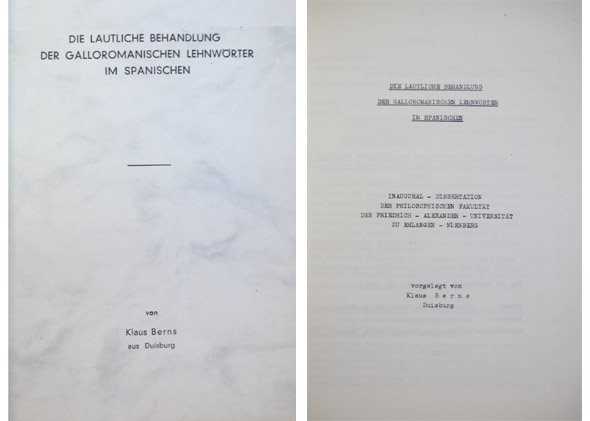 DIE LAUTLICHE BEHANDLUNG
DER GALLOROMANISCHEN LEHNWÖRTER
IM SPANISCHEN
von
Klaus Berns
aus Duisburg
DIE LAUTLICHE BEHANDLUNG
DER GALLOROMANISCHEN LEHNWÖRTER
IM SPANISCHEN
INAUGURAL - DISSERTATION
DER PHILOSOPHISCHEN FAKULTÄT
DER FRIEDRICH - ALEXANDER - UNIVERSITÄT
ZU ERLANGEN - NÜRNBERG
vorgelegt von
Klaus B e r n s
Duisburg